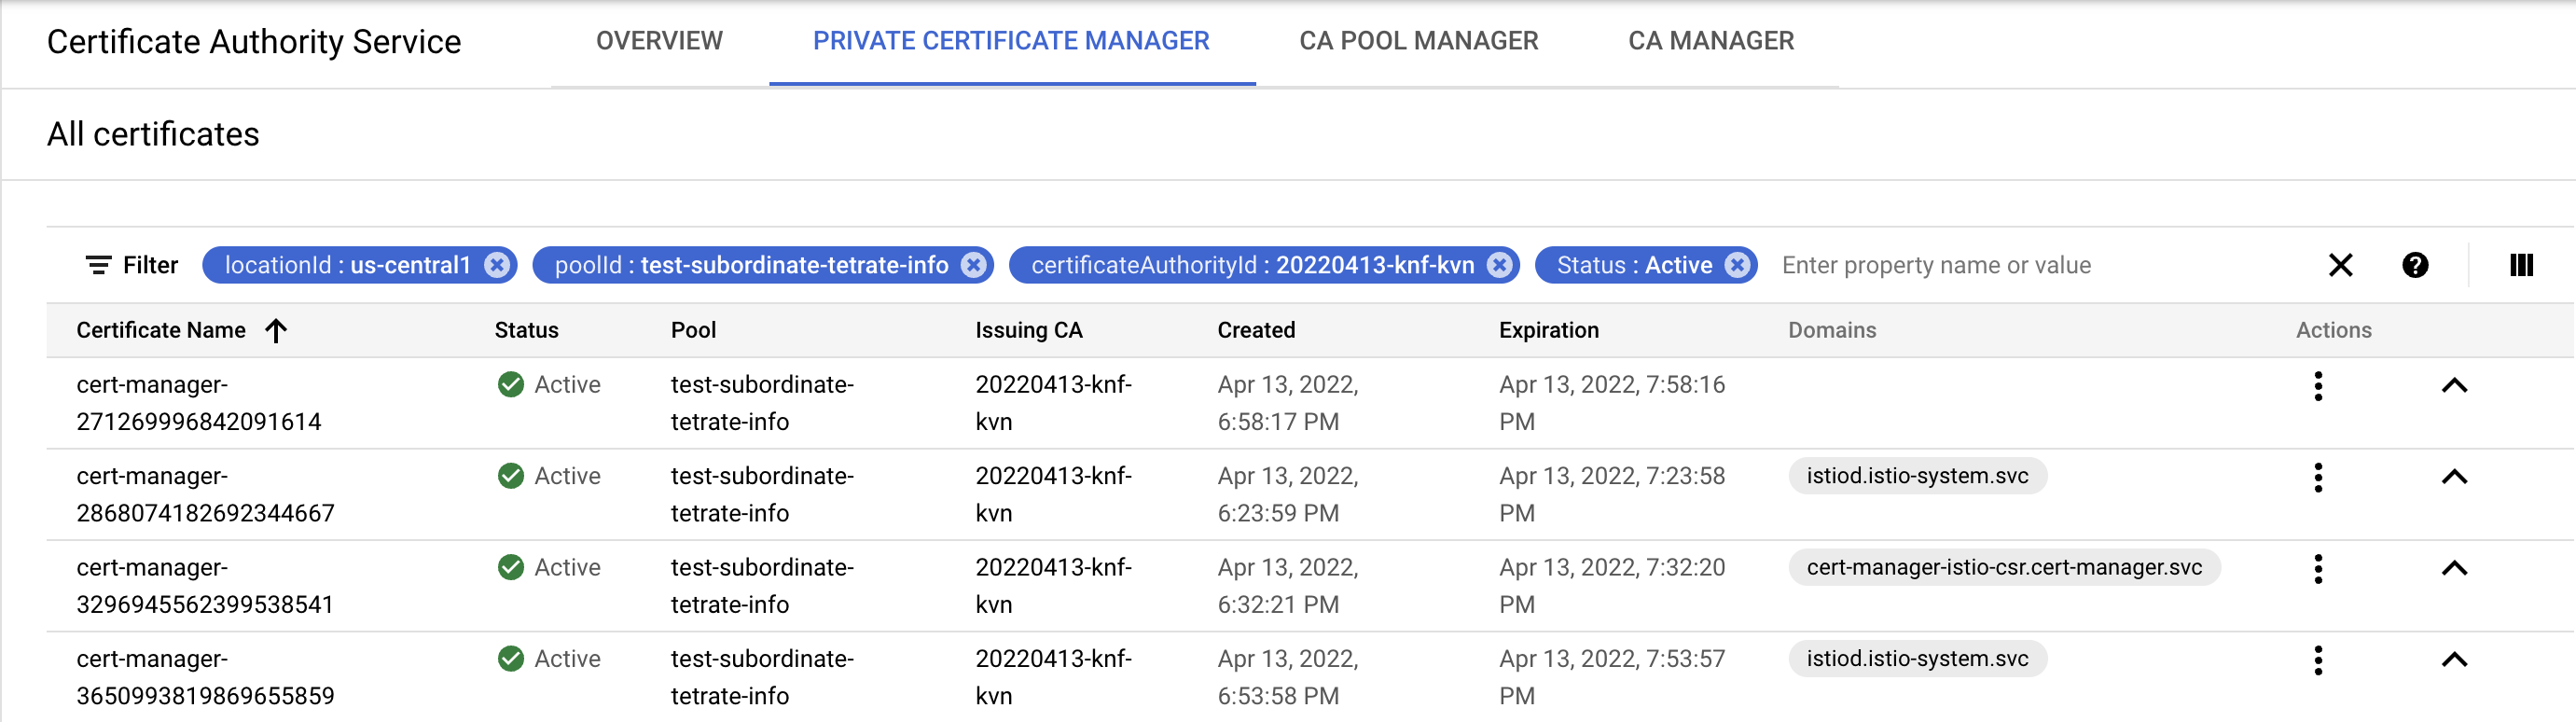 Certificate Authority Service OVERVIEW PRIVATE CERTIFICATE MANAGER CA POOL MANAGER CA MANAGER
All certificates
Filter locationId : us-central1 poolId : test-subordinate-tetrate-info certificateAuthorityId : 20220413-knf-kvn Status : Active Enter property name or value
Certificate Name Status Pool Issuing CA Created Expiration Domains Actions
cert-manager- Active test-subordinate- 20220413-knf- Apr 13, 2022, Apr 13, 2022, 7:58:16
271269996842091614 tetrate-info kvn 6:58:17 PM PM
cert-manager- Active test-subordinate- 20220413-knf- Apr 13, 2022, Apr 13, 2022, 7:23:58 istiod.istio-system.svc
2868074182692344667 tetrate-info kvn 6:23:59 PM PM
cert-manager- Active test-subordinate- 20220413-knf- Apr 13, 2022, Apr 13, 2022, 7:32:20 cert-manager-istio-csr.cert-manager.svc
3296945562399538541 tetrate-info kvn 6:32:21 PM PM
cert-manager- Active test-subordinate- 20220413-knf- Apr 13, 2022, Apr 13, 2022, 7:53:57 istiod.istio-system.svc
3650993819869655859 tetrate-info kvn 6:53:58 PM PM